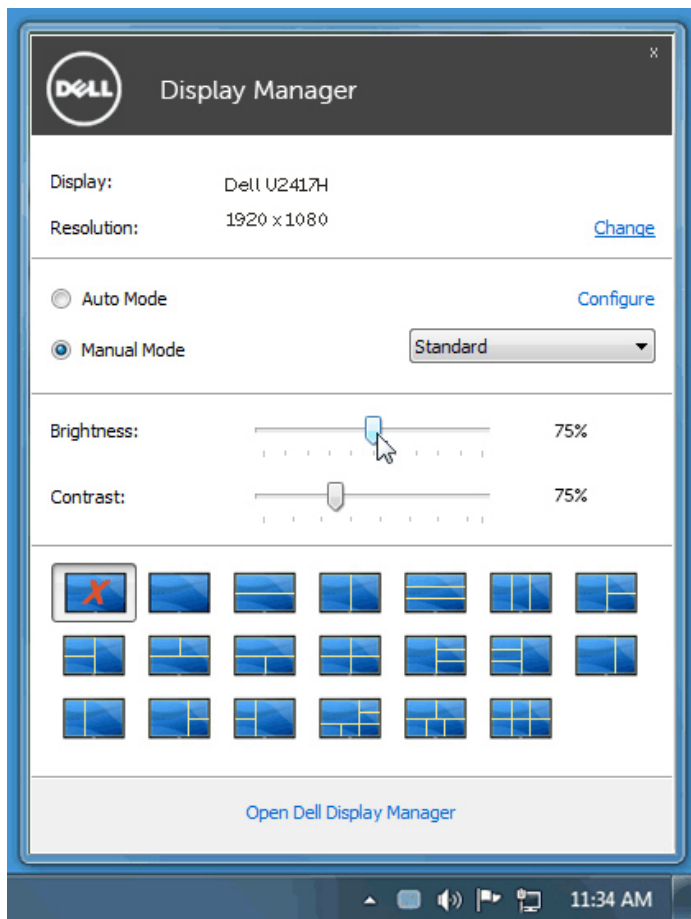 x
DELL
Display Manager
Display:
Dell U2417H
Resolution:
1920 x 1080
Change
Auto Mode
Configure
Manual Mode
Standard
Brightness:
75%
Contrast:
75%
Open Dell Display Manager
11:34 AM